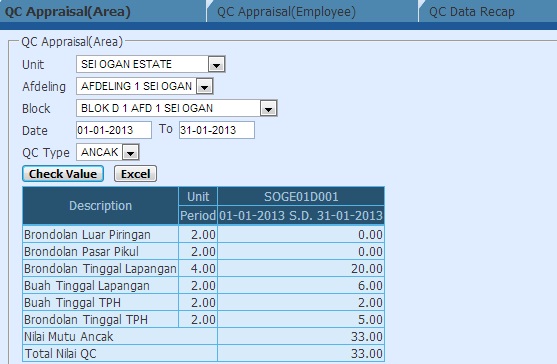 QC Appraisal(Area) QC Appraisal(Employee) QC Data Recap
QC Appraisal(Area)
Unit SEI OGAN ESTATE
Afdeling AFDELING 1 SEI OGAN
Block BLOK D 1 AFD 1 SEI OGAN
Date 01-01-2013 To 31-01-2013
QC Type ANCAK
Check Value Excel
Description Unit SOGE01D001
Period 01-01-2013 S.D. 31-01-2013
Brondolan Luar Piringan 2.00 0.00
Brondolan Pasar Pikul 2.00 0.00
Brondolan Tinggal Lapangan 4.00 20.00
Buah Tinggal Lapangan 2.00 6.00
Buah Tinggal TPH 2.00 2.00
Brondolan Tinggal TPH 2.00 5.00
Nilai Mutu Ancak 33.00
Total Nilai QC 33.00